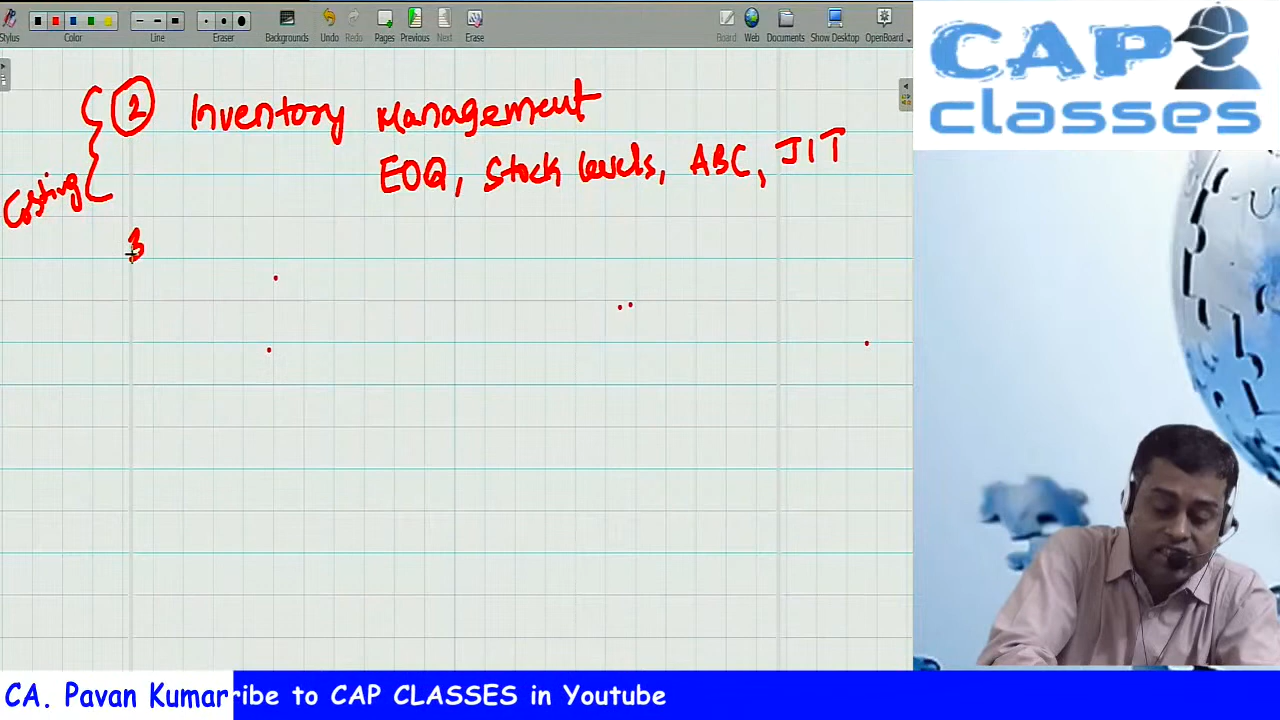 Stylus Color Line Eraser Backgrounds Undo Redo Pages Previous Next Erase Board Web Documents Show Desktop OpenBoard
CAP
classes
2 Inventory Management
EOQ, Stock levels, ABC, JIT
Costing
3
CA. Pavan Kumar ribe to CAP CLASSES in Youtube